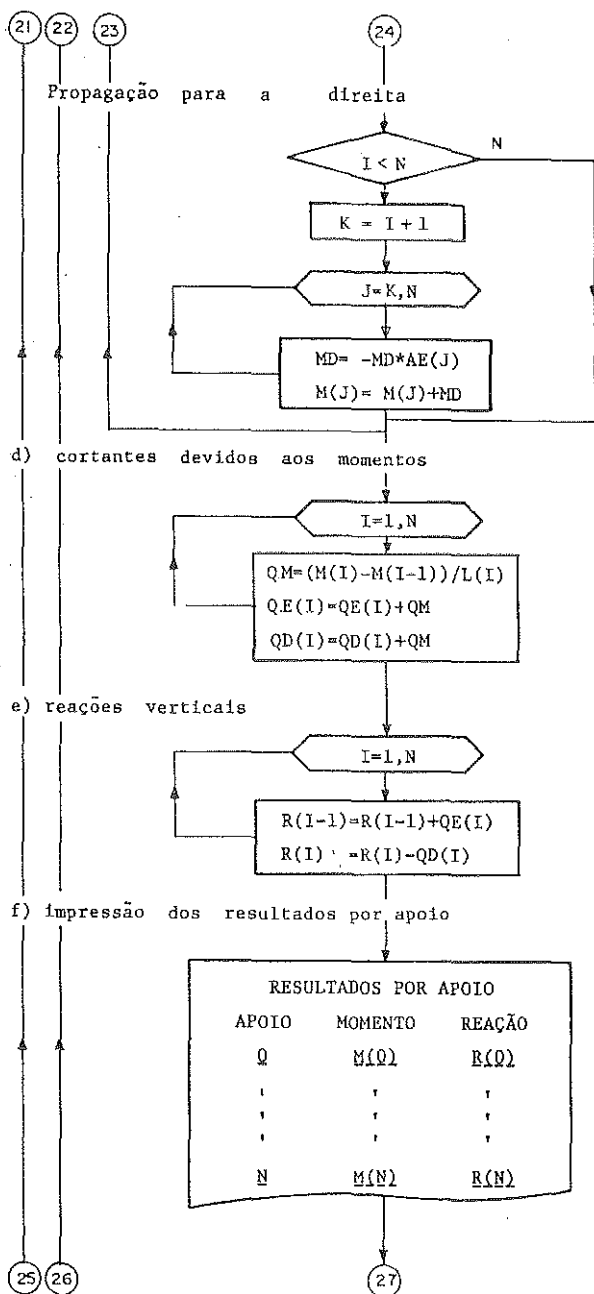 21 22 23 24
Propagação para a direita
N
I < N
K = I + 1
J=K,N
MD= -MD*AE(J)
M(J)= M(J)+MD
d) cortantes devidos aos momentos
I=1,N
QM=(M(I)-M(I-1))/L(I)
QE(I)=QE(I)+QM
QD(I)=QD(I)+QM
e) reações verticais
I=1,N
R(I-1)=R(I-1)+QE(I)
R(I) =R(I)-QD(I)
f) impressão dos resultados por apoio
RESULTADOS POR APOIO
APOIO MOMENTO REAÇÃO
0 M(0) R(0)
' ' '
' ' '
' ' '
N M(N) R(N)
25 26 27